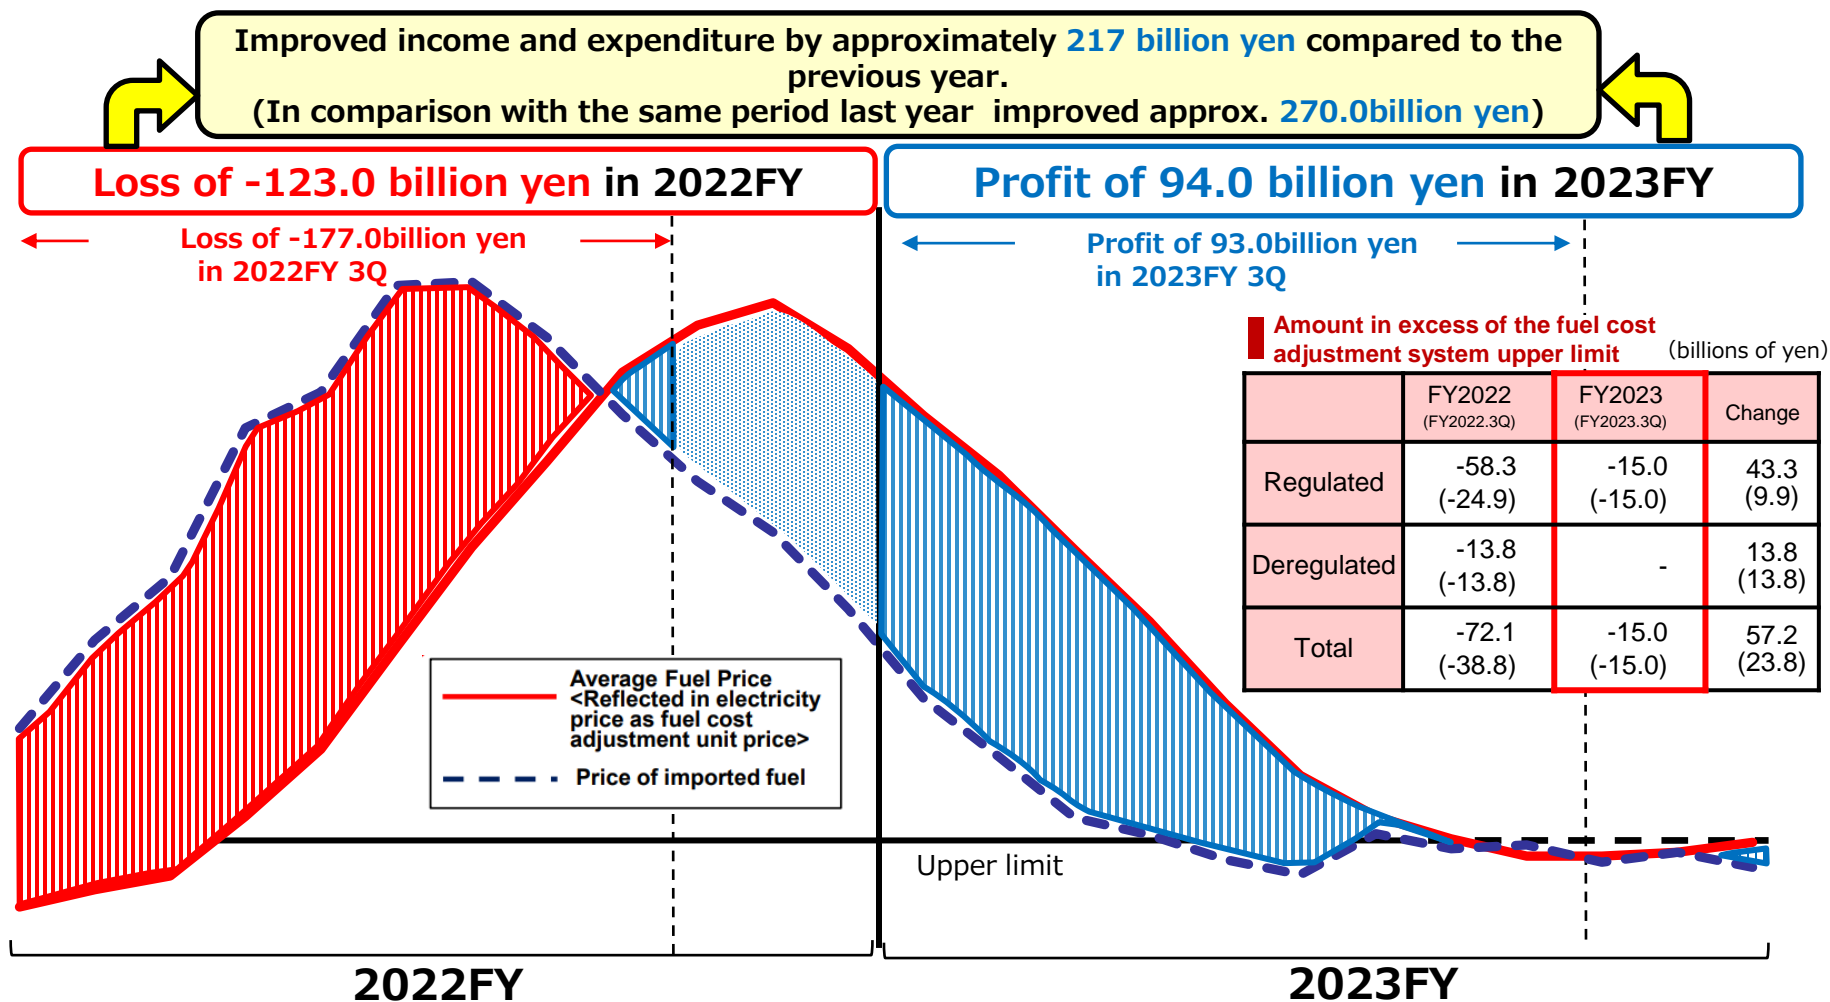 Improved income and expenditure by approximately 217 billion yen compared to the
previous year.
(In comparison with the same period last year improved approx. 270.0billion yen)
Loss of -123.0 billion yen in 2022FY
Profit of 94.0 billion yen in 2023FY
Loss of -177.0billion yen
in 2022FY 3Q
Profit of 93.0billion yen
in 2023FY 3Q
Amount in excess of the fuel cost
adjustment system upper limit
(billions of yen)
FY2022 FY2023 Change
(FY2022.3Q) (FY2023.3Q)
Regulated -58.3 -15.0 43.3
(-24.9) (-15.0) (9.9)
Deregulated -13.8 - 13.8
(-13.8) (13.8)
Total -72.1 -15.0 57.2
(-38.8) (-15.0) (23.8)
Average Fuel Price
<Reflected in electricity
price as fuel cost
adjustment unit price>
Price of imported fuel
Upper limit
2022FY
2023FY